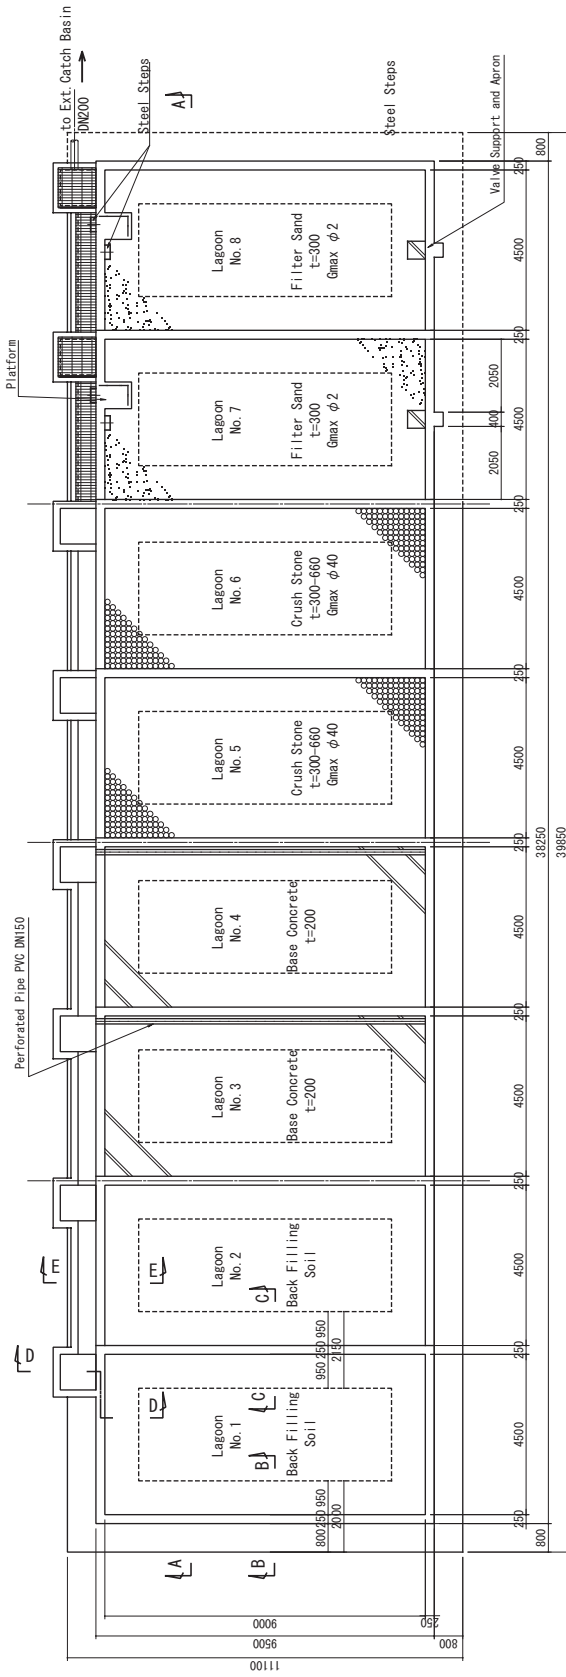 to Ext. Catch Basin
DN200
Steel Steps
A
Steel Steps
Valve Support and Apron
Platform
Perforated Pipe PVC DN150
Lagoon
No. 8
Filter Sand
t=300
Gmax φ2
Lagoon
No. 7
Filter Sand
t=300
Gmax φ2
Lagoon
No. 6
Crush Stone
t=300-660
Gmax φ40
Lagoon
No. 5
Crush Stone
t=300-660
Gmax φ40
Lagoon
No. 4
Base Concrete
t=200
Lagoon
No. 3
Base Concrete
t=200
Lagoon
No. 2
Back Filling
Soil
Lagoon
No. 1
Back Filling
Soil
E
E
D
D
C
C
B
B
A
950 250 950
2150
800 250 950
2000
2050
400
2050
800
250
4500
250
4500
250
4500
250
4500
250
4500
250
4500
250
4500
250
4500
250
800
38250
39850
9000
250
9500
800
11100